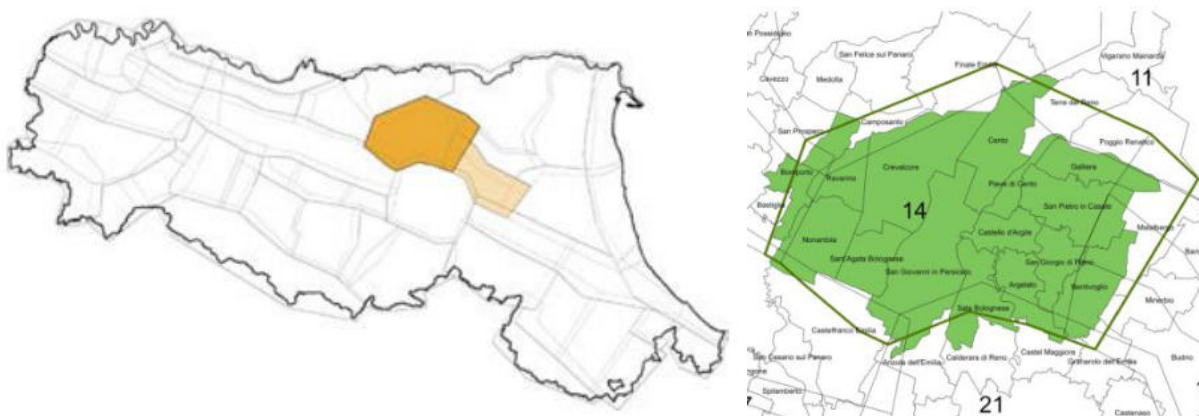 San Felice sul Panaro
Finale Emilia
Vigarano Mainarda
11
Cavezzo
Medolla
Terre del Reno
San Prospero
Camposanto
Poggio Renatico
Cento
Bomporto
Ravarino
Crevalcore
Galliera
Pieve di Cento
Bastiglia
14
San Pietro in Casale
Malalbergo
Castello d'Argile
Nonantola
Sant'Agata Bolognese
San Giorgio di Piano
San Giovanni in Persiceto
Argelato
Bentivoglio
Minerbio
Sala Bolognese
Castelfranco Emilia
Castel Maggiore
San Cesario sul Panaro
Anzola dell'Emilia
Calderara di Reno
Granarolo dell'Emilia
Budrio
Spilamberto
21
Castenaso